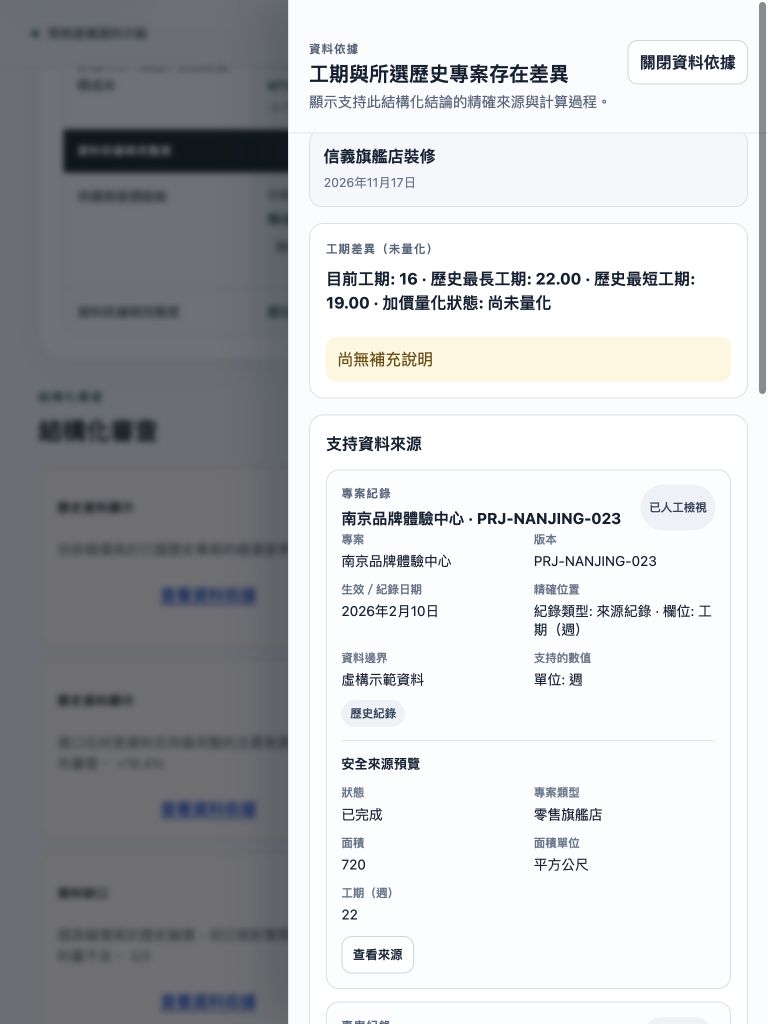 資料依據
工期與所選歷史專案存在差異
顯示支持此結構化結論的精確來源與計算過程。
關閉資料依據
信義旗艦店裝修
2026年11月17日
工期差異（未量化）
目前工期: 16 · 歷史最長工期: 22.00 · 歷史最短工期:
19.00 · 加價量化狀態: 尚未量化
尚無補充說明
支持資料來源
專案紀錄
南京品牌體驗中心 · PRJ-NANJING-023
已人工檢視
專案
南京品牌體驗中心
版本
PRJ-NANJING-023
生效 / 紀錄日期
2026年2月10日
精確位置
紀錄類型: 來源紀錄 · 欄位: 工
期（週）
資料邊界
虛構示範資料
支持的數值
單位: 週
歷史紀錄
安全來源預覽
狀態
已完成
專案類型
零售旗艦店
面積
720
面積單位
平方公尺
工期（週）
22
查看來源
結構化審查
查看資料依據
查看資料依據
查看資料依據